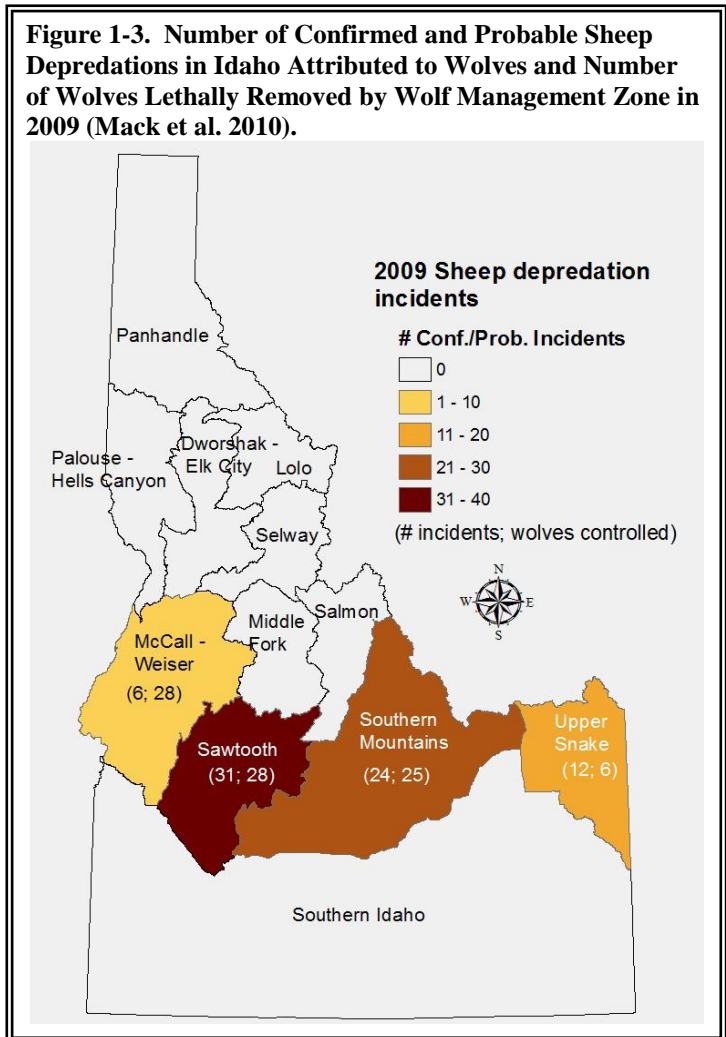 Figure 1-3. Number of Confirmed and Probable Sheep
Depredations in Idaho Attributed to Wolves and Number
of Wolves Lethally Removed by Wolf Management Zone in
2009 (Mack et al. 2010).
2009 Sheep depredation
incidents
# Conf./Prob. Incidents
0
1 - 10
11 - 20
21 - 30
31 - 40
(# incidents; wolves controlled)
N
W
E
S
Panhandle
Palouse -
Hells Canyon
Dworshak -
Elk City
Lolo
Selway
Middle
Fork
Salmon
McCall -
Weiser
(6; 28)
Sawtooth
(31; 28)
Southern
Mountains
(24; 25)
Upper
Snake
(12; 6)
Southern Idaho